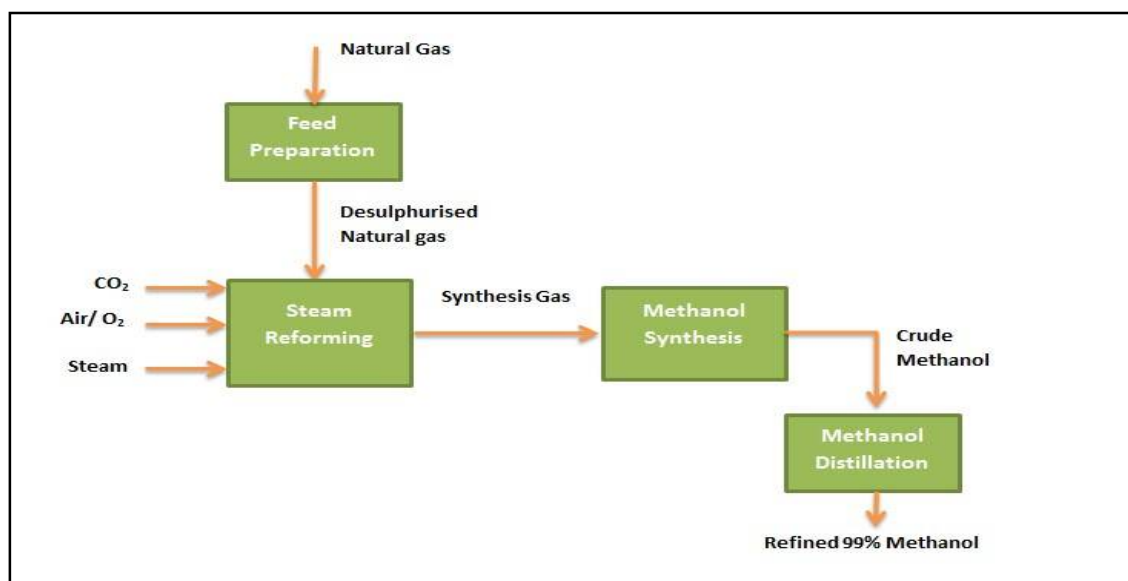 Natural Gas
Feed
Preparation
Desulphurised
Natural gas
CO₂
Air/ O₂
Steam
Steam
Reforming
Synthesis Gas
Methanol
Synthesis
Crude
Methanol
Methanol
Distillation
Refined 99% Methanol